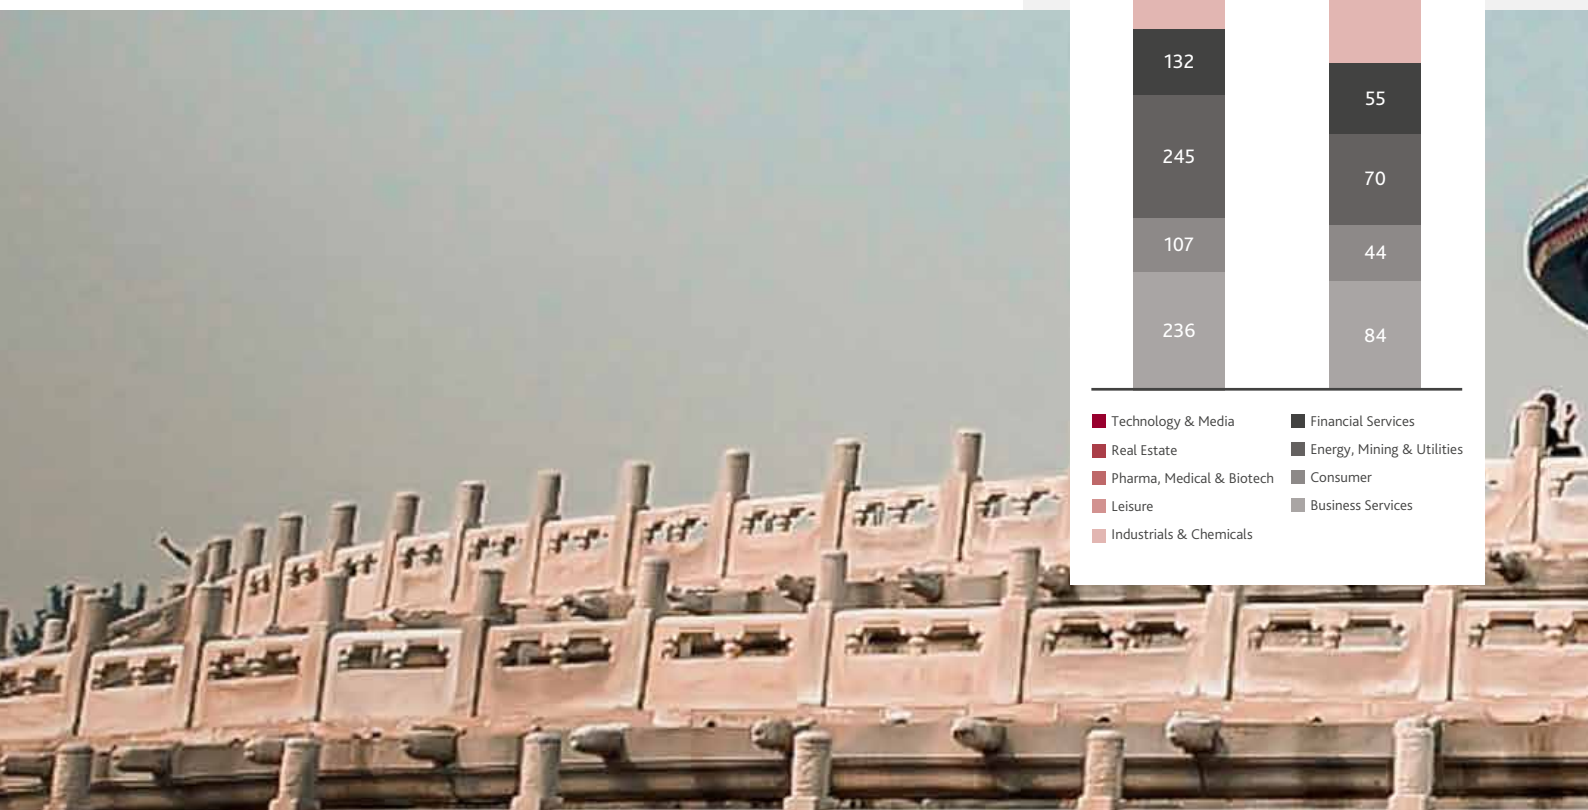 132
55
245
70
107
44
236
84
Technology & Media
Real Estate
Pharma, Medical & Biotech
Leisure
Industrials & Chemicals
Financial Services
Energy, Mining & Utilities
Consumer
Business Services